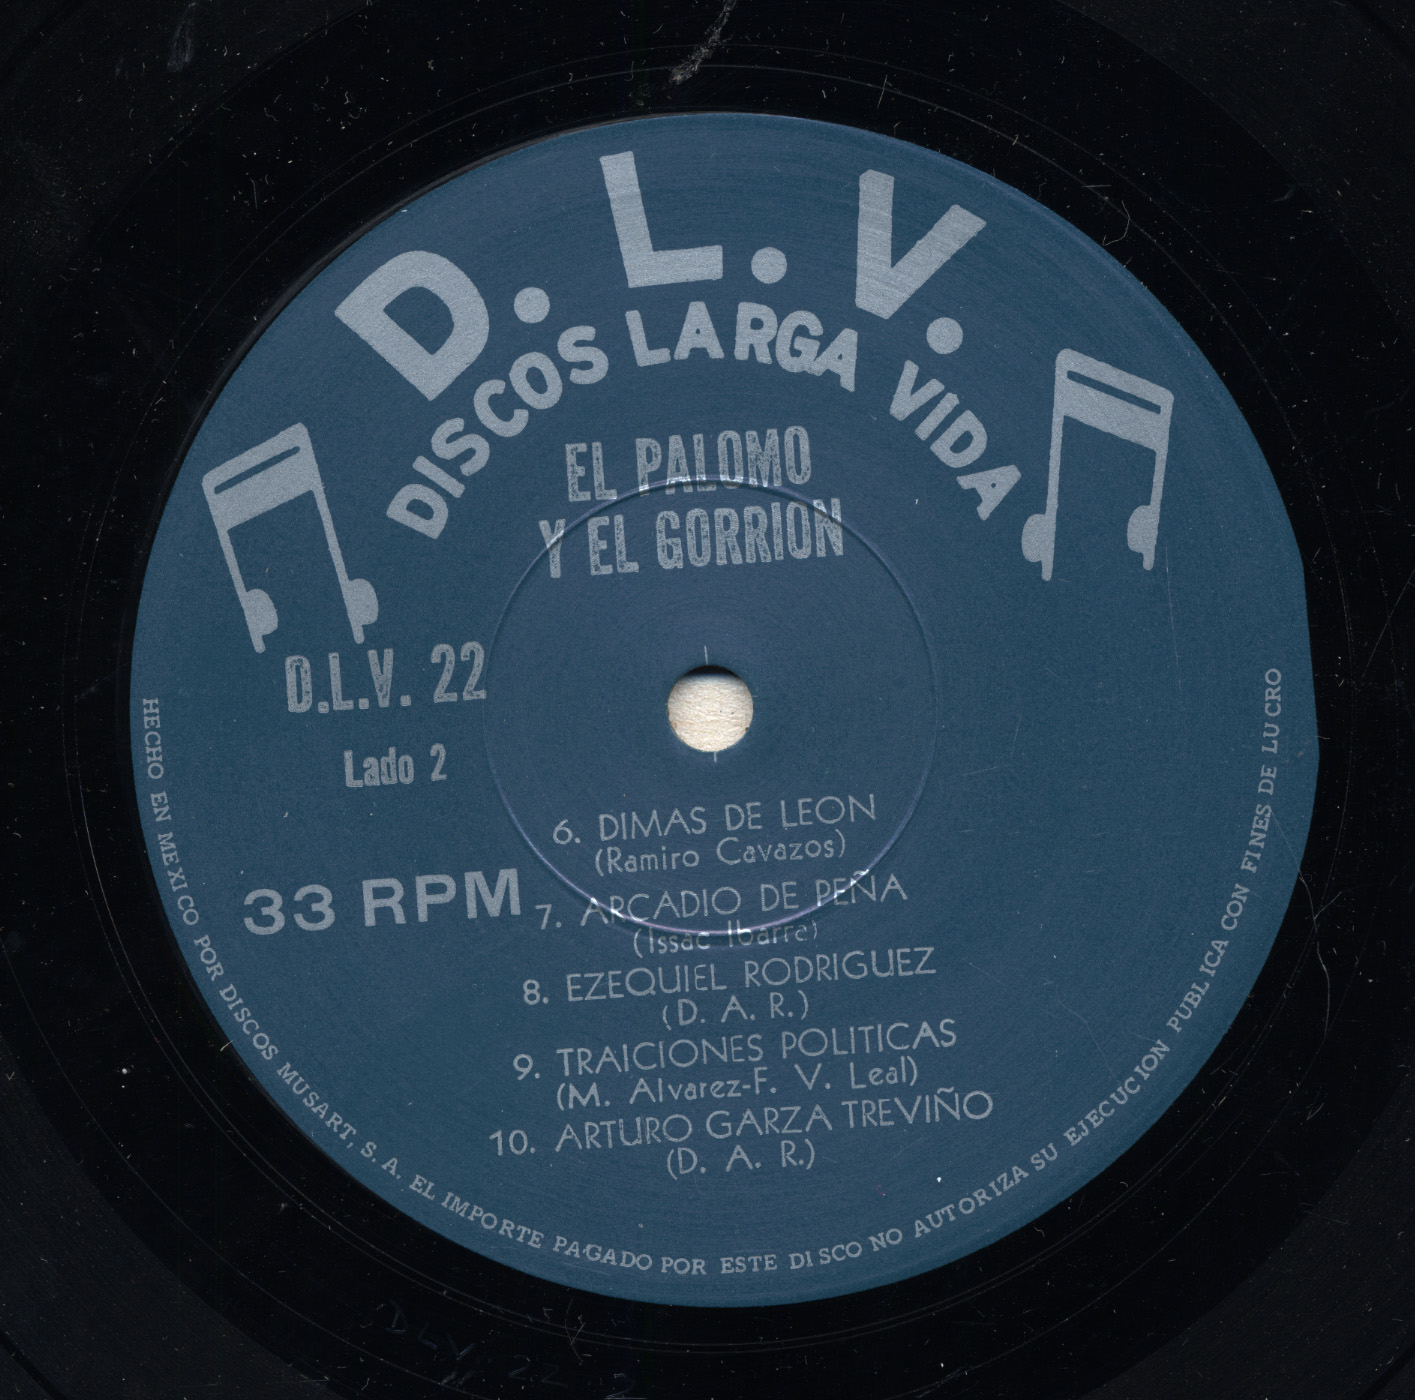 D. L. V.
DISCOS LARGA VIDA
EL PALOMO
Y EL GORRION
D.L.V. 22
Lado 2
33 RPM
6. DIMAS DE LEON
(Ramiro Cavazos)
7. ARCADIO DE PEÑA
(Issac Ibarra)
8. EZEQUIEL RODRIGUEZ
(D. A. R.)
9. TRAICIONES POLITICAS
(M. Alvarez-F. V. Leal)
10. ARTURO GARZA TREVIÑO
(D. A. R.)
HECHO EN MEXICO POR DISCOS MUSART, S. A. EL IMPORTE PAGADO POR ESTE DISCO NO AUTORIZA SU EJECUCION PUBLICA CON FINES DE LUCRO
DLV-22 2